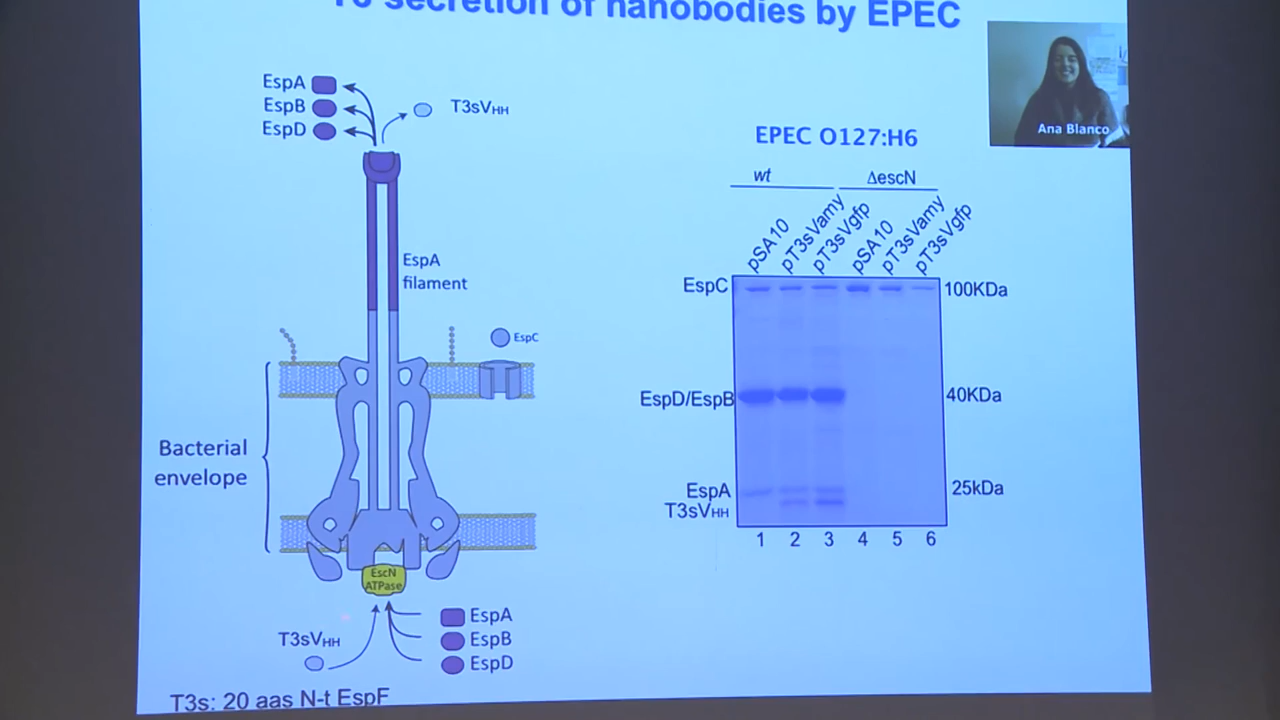 secretion of nanobodies by EPEC
Ana Blanco
EspA
EspB
EspD
T3sVHH
EspA
filament
EspC
Bacterial
envelope
EscN
ATPase
T3sVHH
EspA
EspB
EspD
T3s: 20 aas N-t EspF
EPEC O127:H6
wt
ΔescN
pSA10
pT3sVamy
pT3sVgfp
pSA10
pT3sVamy
pT3sVgfp
EspC
100KDa
EspD/EspB
40KDa
EspA
25kDa
T3sVHH
1 2 3 4 5 6